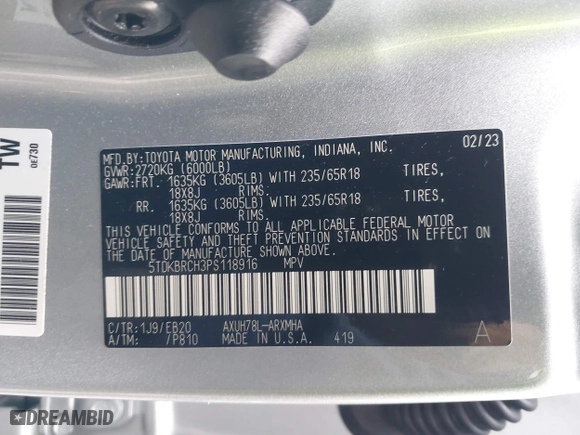 TW
0E730
MFD.BY:TOYOTA MOTOR MANUFACTURING, INDIANA, INC. 02/23
GVWR:2720KG (6000LB)
GAWR:FRT. 1635KG (3605LB) WITH 235/65R18 TIRES,
18X8J RIMS.
RR. 1635KG (3605LB) WITH 235/65R18 TIRES,
18X8J RIMS.
THIS VEHICLE CONFORMS TO ALL APPLICABLE FEDERAL MOTOR
VEHICLE SAFETY AND THEFT PREVENTION STANDARDS IN
EFFECT ON THE DATE OF MANUFACTURE SHOWN ABOVE.
5TDKBRCH3PS118916 MPV
C/TR:1J9/EB20 AXUH78L-ARXMHA
A/TM: /P810 MADE IN U.S.A. 419 A
DREAMBID